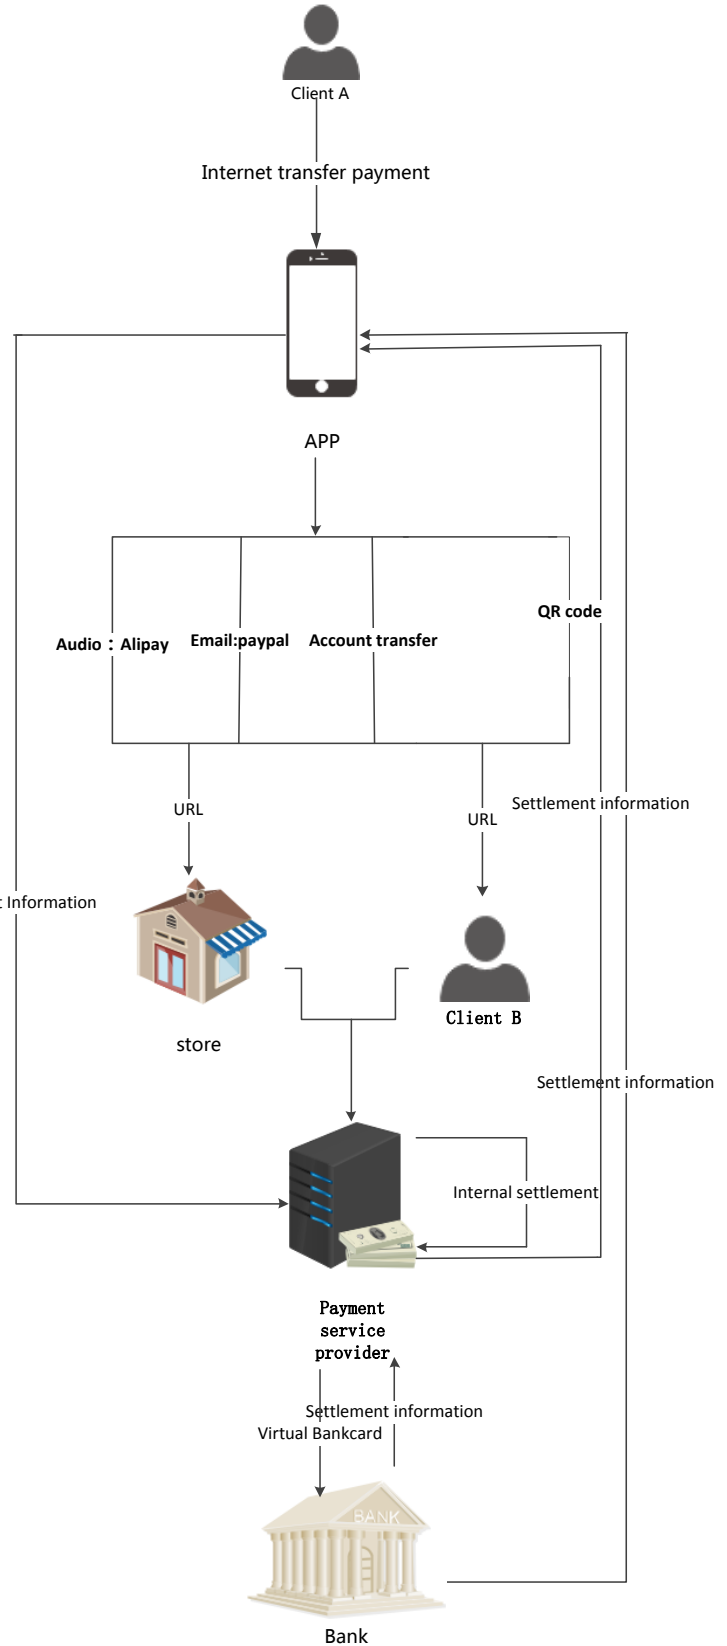 Client A
Internet transfer payment
APP
QR code
Audio：Alipay
Email:paypal
Account transfer
Settlement information
URL
URL
Information
Client B
store
Settlement information
Internal settlement
Payment
service
provider
Settlement information
Virtual Bankcard
BANK
Bank